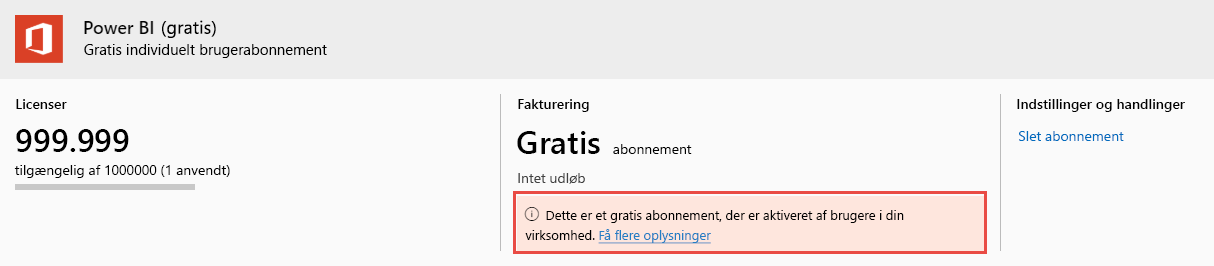 Power BI (gratis)
Gratis individuelt brugerabonnement
Licenser
999.999
tilgængelig af 1000000 (1 anvendt)
Fakturering
Gratis abonnement
Intet udløb
Dette er et gratis abonnement, der er aktiveret af brugere i din
virksomhed. Få flere oplysninger
Indstillinger og handlinger
Slet abonnement